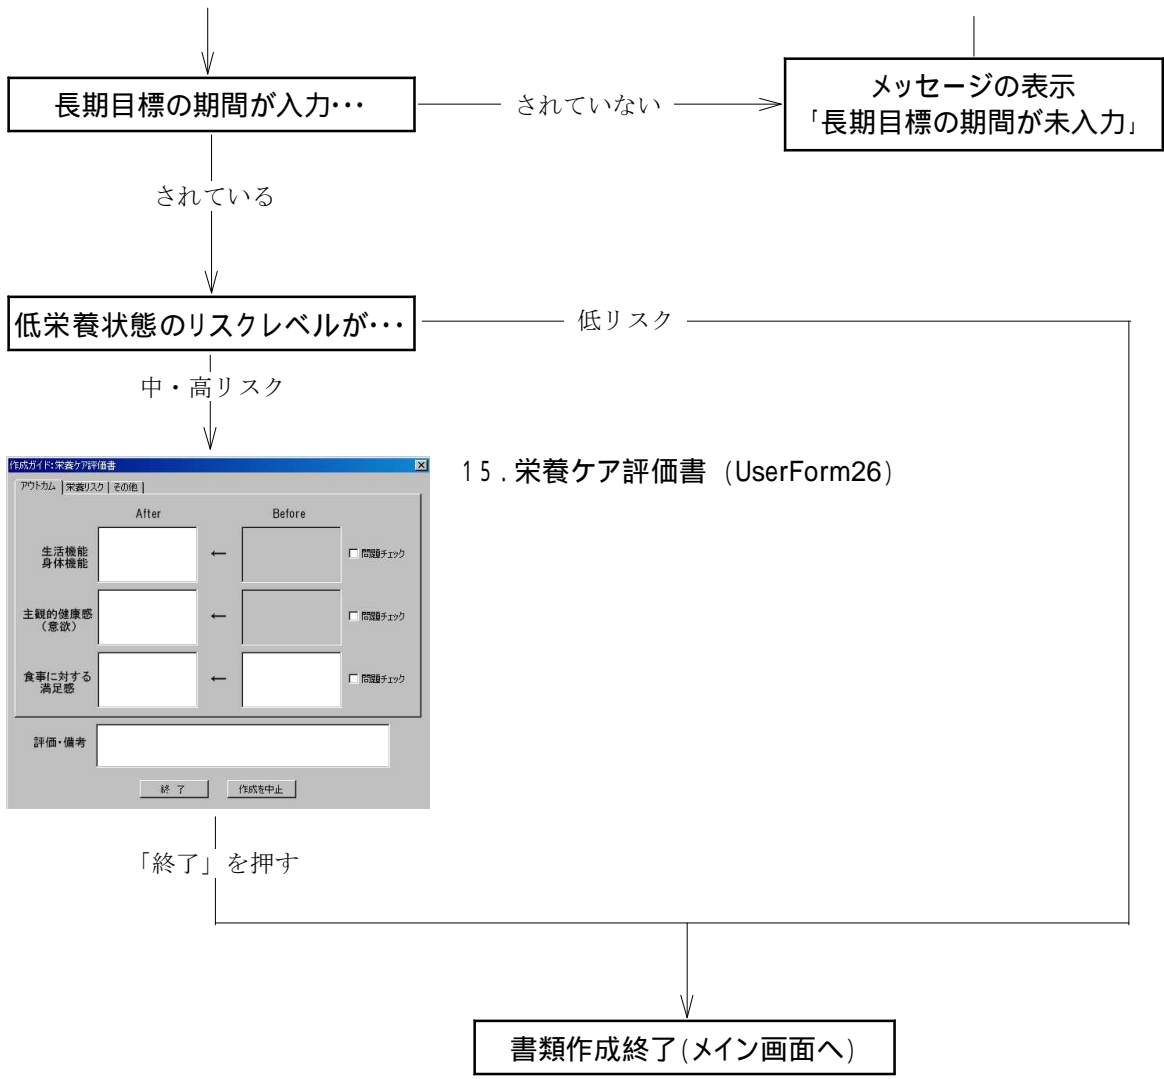 長期目標の期間が入力･･･
されていない
メッセージの表示
「長期目標の期間が未入力」
されている
低栄養状態のリスクレベルが･･･
低リスク
中・高リスク
作成ガイド:栄養ケア評価書
アウトカム 栄養リスク その他
After Before
生活機能
身体機能
← 問題チェック
主観的健康感
(意欲)
← 問題チェック
食事に対する
満足感
← 問題チェック
評価・備考
終 了 作成を中止
15.栄養ケア評価書 (UserForm26)
「終了」を押す
書類作成終了(メイン画面へ)